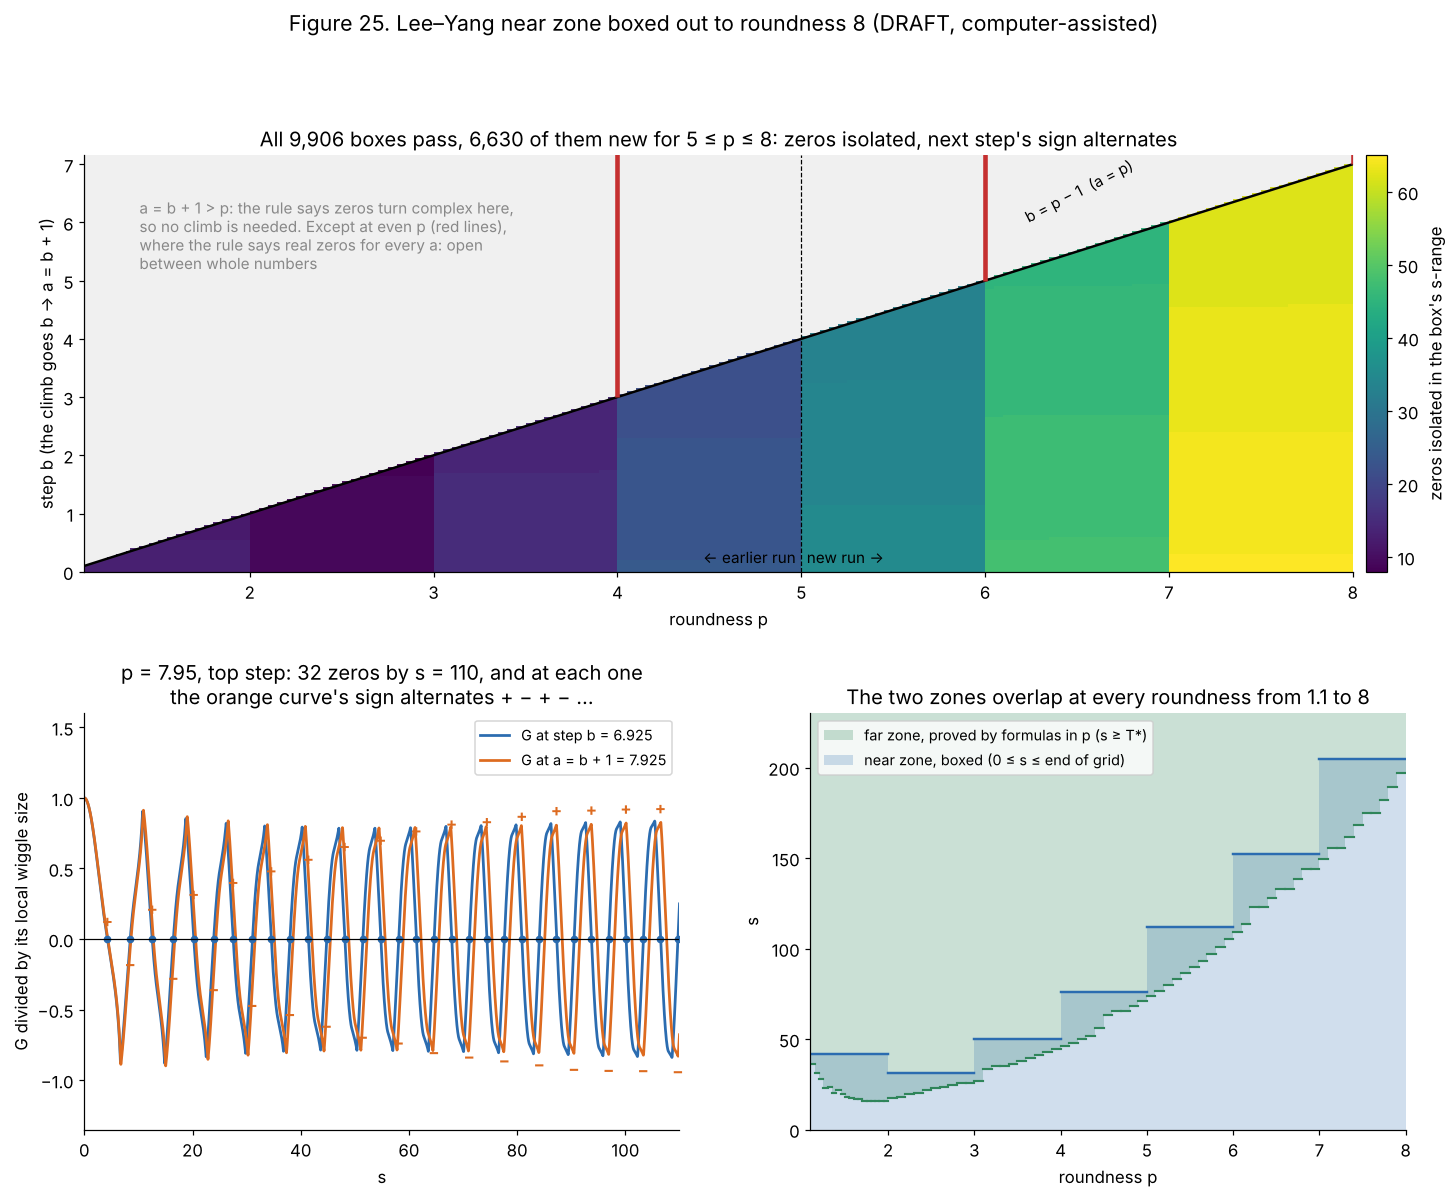 Figure 25. Lee–Yang near zone boxed out to roundness 8 (DRAFT, computer-assisted)
All 9,906 boxes pass, 6,630 of them new for 5 ≤ p ≤ 8: zeros isolated, next step's sign alternates
7
6
5
4
3
2
1
0
step b (the climb goes b → a = b + 1)
a = b + 1 > p: the rule says zeros turn complex here,
so no climb is needed. Except at even p (red lines),
where the rule says real zeros for every a: open
between whole numbers
b = p − 1 (a = p)
← earlier run
new run →
2
3
4
5
6
7
8
roundness p
60
50
40
30
20
10
zeros isolated in the box's s-range
p = 7.95, top step: 32 zeros by s = 110, and at each one
the orange curve's sign alternates + − + − ...
G at step b = 6.925
G at a = b + 1 = 7.925
1.5
1.0
0.5
0.0
−0.5
−1.0
G divided by its local wiggle size
0
20
40
60
80
100
s
The two zones overlap at every roundness from 1.1 to 8
far zone, proved by formulas in p (s ≥ T*)
near zone, boxed (0 ≤ s ≤ end of grid)
200
150
100
50
0
s
2
3
4
5
6
7
8
roundness p